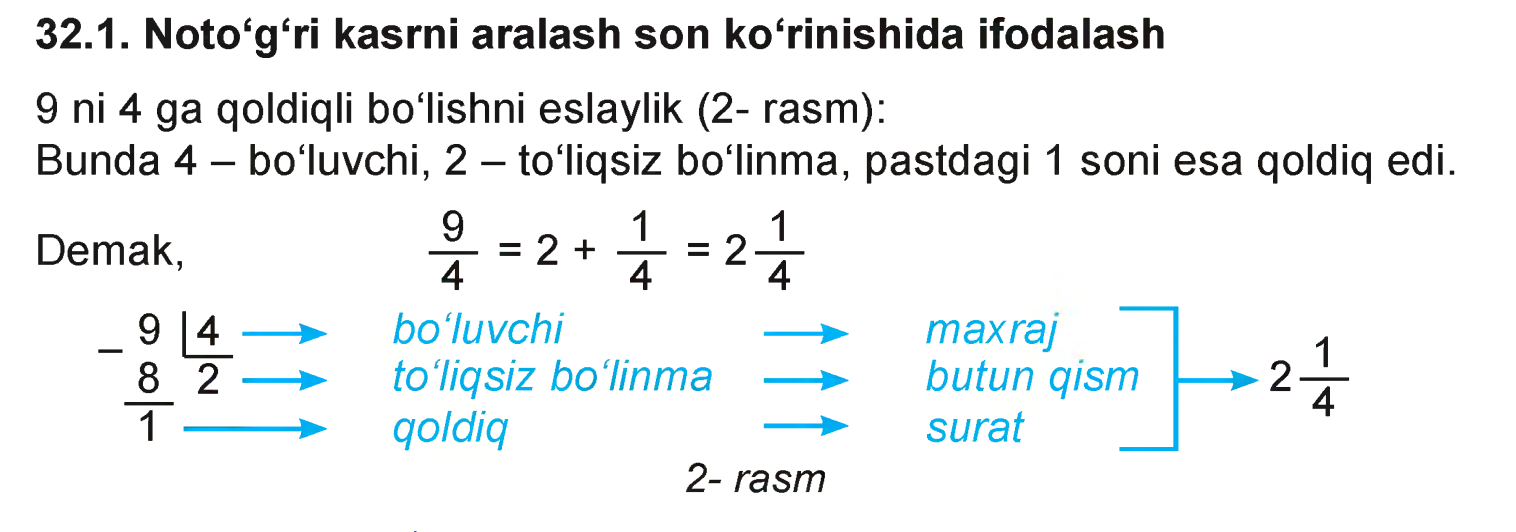 32.1. Noto‘g‘ri kasrni aralash son ko‘rinishida ifodalash
9 ni 4 ga qoldiqli bo‘lishni eslaylik (2- rasm):
Bunda 4 – bo‘luvchi, 2 – to‘liqsiz bo‘linma, pastdagi 1 soni esa qoldiq edi.
Demak, 9/4 = 2 + 1/4 = 2 1/4
– 9 | 4 → bo‘luvchi → maxraj
8 2 → to‘liqsiz bo‘linma → butun qism → 2 1/4
1 → qoldiq → surat
2- rasm